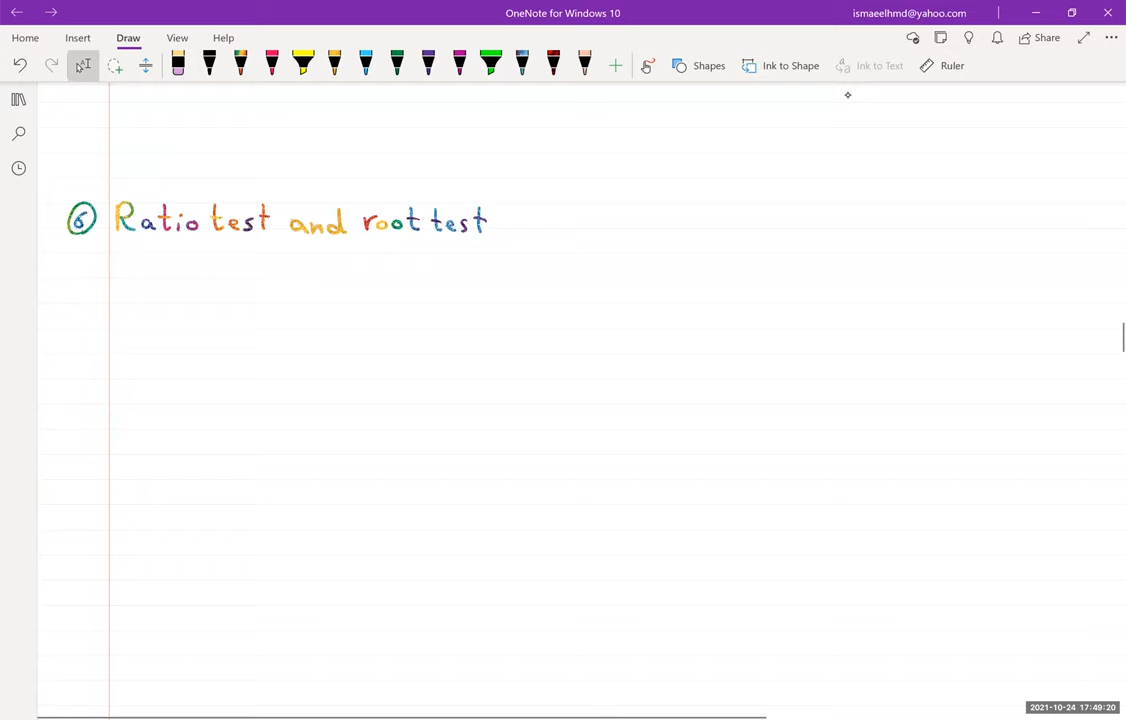 OneNote for Windows 10
ismaeelhmd@yahoo.com
Home Insert Draw View Help
Share
Shapes Ink to Shape Ink to Text Ruler
6 Ratio test and root test
2021-10-24 17:49:20